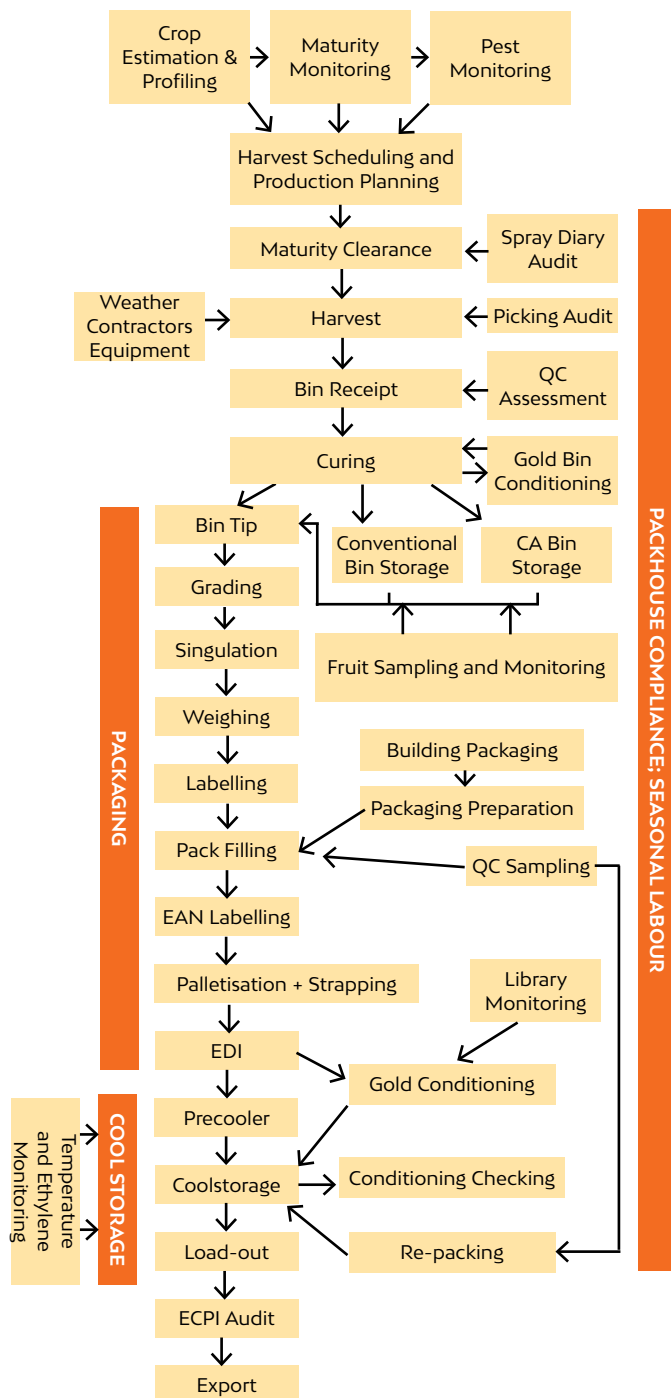 Crop
Estimation &
Profiling
Maturity
Monitoring
Pest
Monitoring
Harvest Scheduling and
Production Planning
Maturity Clearance
Spray Diary
Audit
Weather
Contractors
Equipment
Harvest
Picking Audit
Bin Receipt
QC
Assessment
Curing
Gold Bin
Conditioning
Bin Tip
Conventional
Bin Storage
CA Bin
Storage
Grading
Singulation
Fruit Sampling and Monitoring
Weighing
Building Packaging
Labelling
Packaging Preparation
Pack Filling
QC Sampling
EAN Labelling
Palletisation + Strapping
Library
Monitoring
EDI
Gold Conditioning
Precooler
Coolstorage
Conditioning Checking
Load-out
Re-packing
ECPI Audit
Export
PACKAGING
COOL STORAGE
Temperature
and Ethylene
Monitoring
PACKHOUSE COMPLIANCE; SEASONAL LABOUR